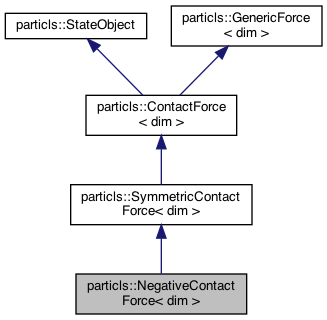 particls::StateObject
particls::GenericForce
< dim >
particls::ContactForce
< dim >
particls::SymmetricContact
Force< dim >
particls::NegativeContact
Force< dim >